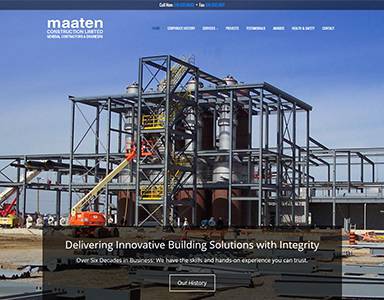 Call Now
Fax
maaten
CONSTRUCTION LIMITED
GENERAL CONTRACTORS & ENGINEERS
HOME
CORPORATE HISTORY
SERVICES
PROJECTS
TESTIMONIALS
AWARDS
HEALTH & SAFETY
CONTACT
Delivering Innovative Building Solutions with Integrity
Over Six Decades in Business: We have the skills and hands-on experience you can trust.
Our History